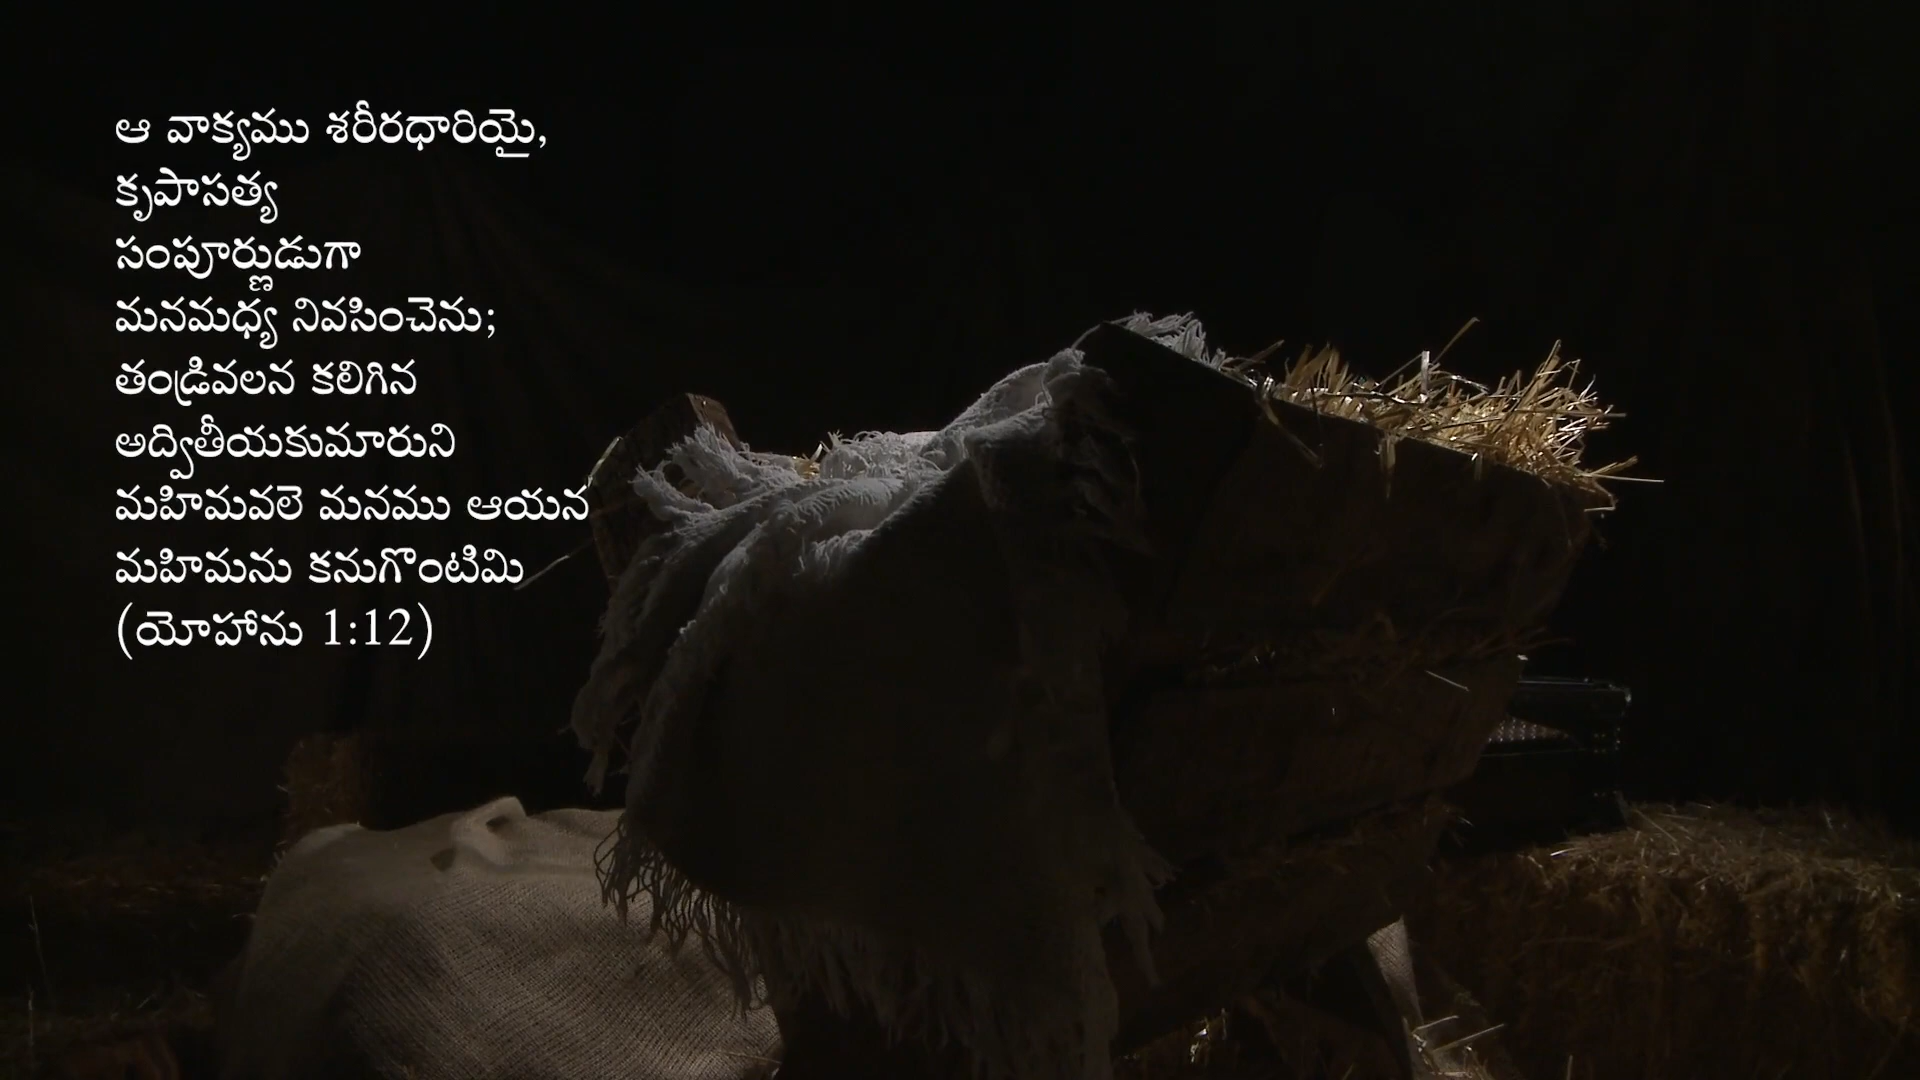 ఆ వాక్యము శరీరధారియై,
కృపాసత్య
సంపూర్ణుడుగా
మనమధ్య నివసించెను;
తండ్రివలన కలిగిన
అద్వితీయకుమారుని
మహిమవలె మనము ఆయన
మహిమను కనుగొంటిమి
(యోహాను 1:12)